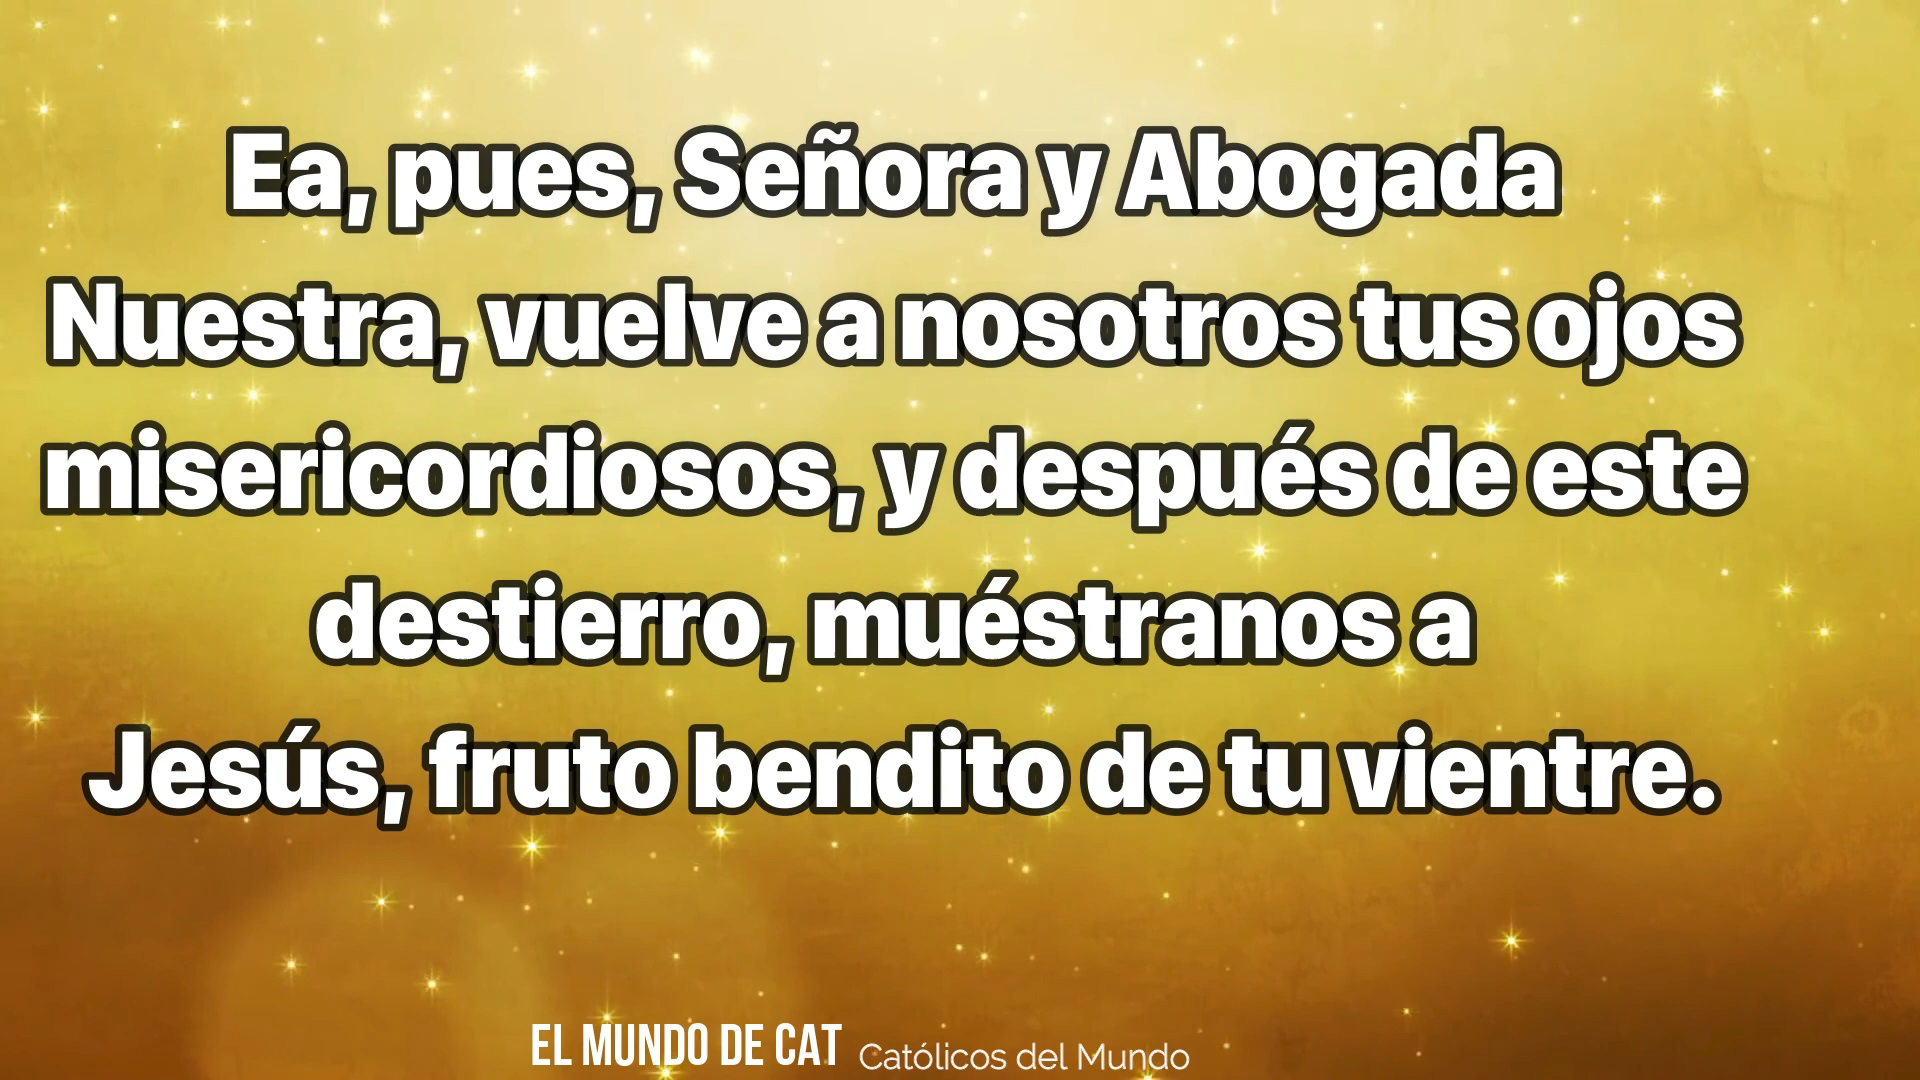 Ea, pues, Señora y Abogada
Nuestra, vuelve a nosotros tus ojos
misericordiosos, y después de este
destierro, muéstranos a
Jesús, fruto bendito de tu vientre.
EL MUNDO DE CAT Católicos del Mundo